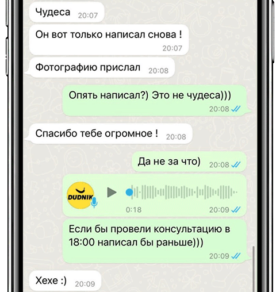 Чудеса 20:07
Он вот только написал снова !
20:07
Фотографию прислал 20:08
Опять написал?) Это не чудеса)))
20:08
Спасибо тебе огромное ! 20:08
Да не за что) 20:08
DUDNIK
0:18 20:09
Если бы провели консультацию в
18:00 написал бы раньше)))
20:09
Хехе :) 20:09